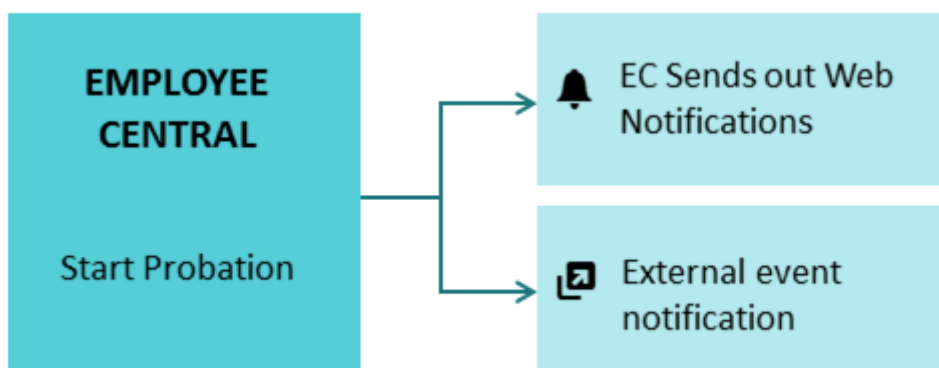 EMPLOYEE
CENTRAL
Start Probation
EC Sends out Web
Notifications
External event
notification